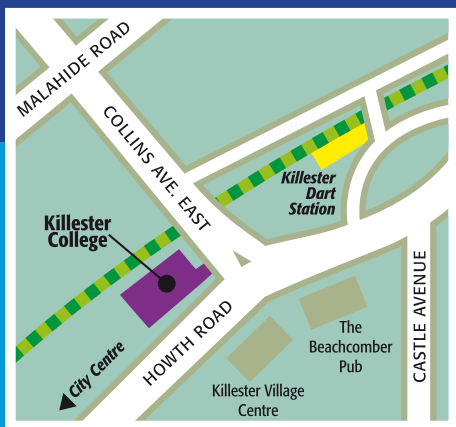 MALAHIDE ROAD
COLLINS AVE. EAST
Killester
Dart
Station
Killester
College
CASTLE AVENUE
HOWTH ROAD
City Centre
The
Beachcomber
Pub
Killester Village
Centre